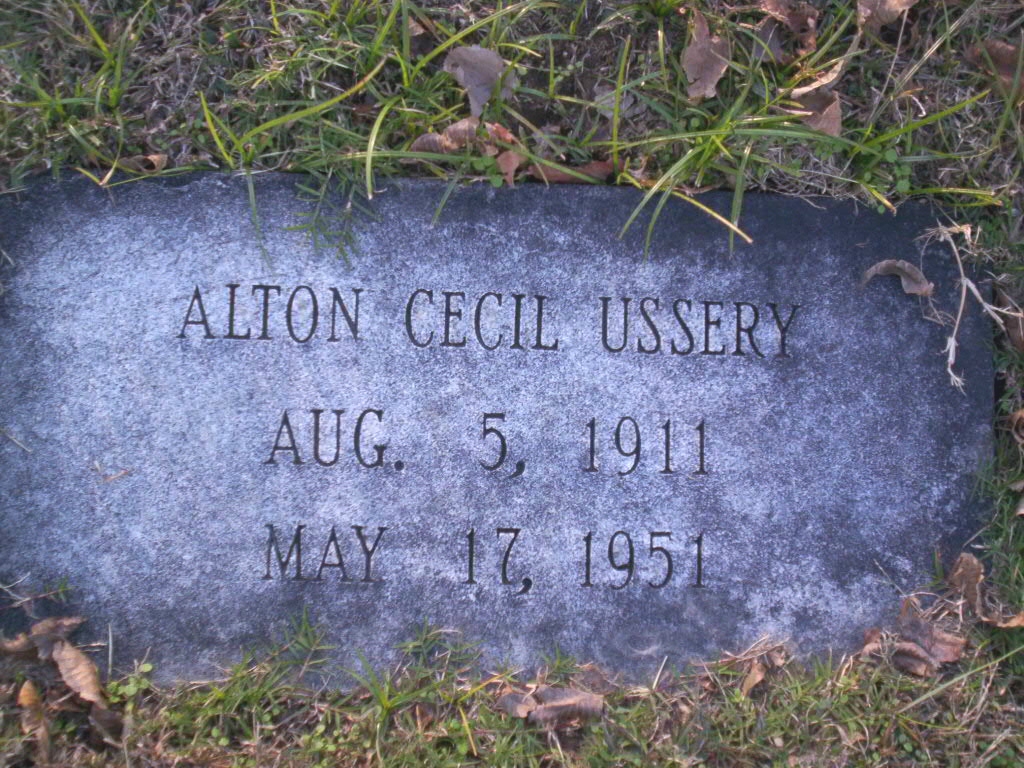 ALTON CECIL USSERY
AUG. 5, 1911
MAY 17, 1951